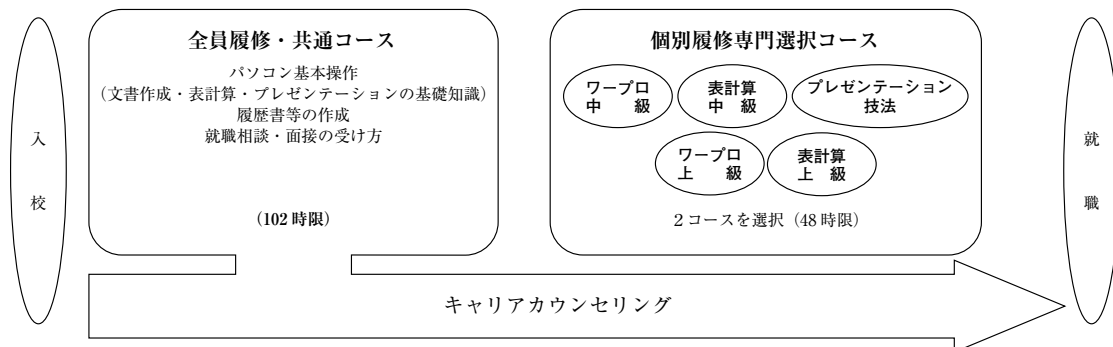 入
校
全員履修・共通コース
パソコン基本操作
(文書作成・表計算・プレゼンテーションの基礎知識)
履歴書等の作成
就職相談・面接の受け方
(102 時限)
個別履修専門選択コース
ワープロ
中 級
表計算
中 級
プレゼンテーション
技法
ワープロ
上 級
表計算
上 級
2コースを選択(48 時限)
キャリアカウンセリング
就
職